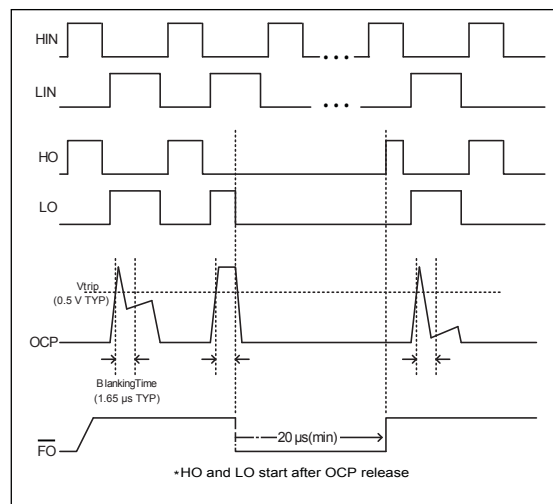 HIN
LIN
HO
LO
Vtrip
(0.5 V TYP)
OCP
BlankingTime
(1.65 µs TYP)
20 µs(min)
FO
*HO and LO start after OCP release